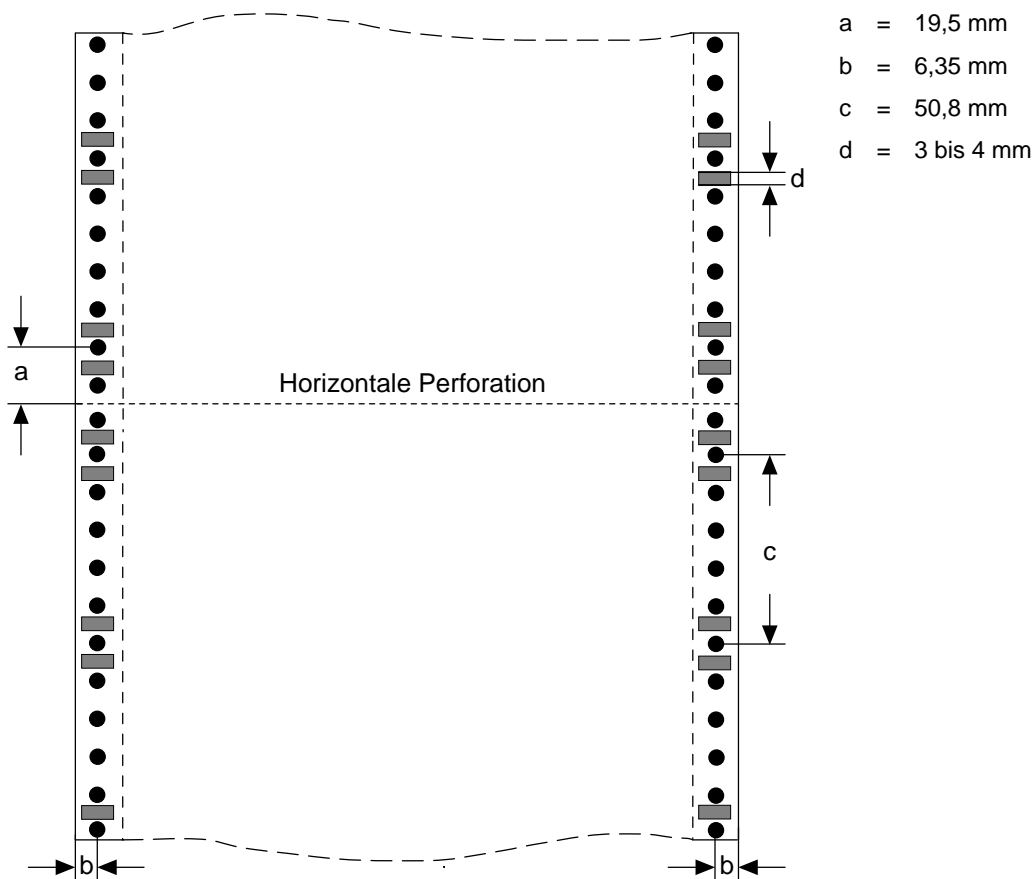 a = 19,5 mm
b = 6,35 mm
c = 50,8 mm
d = 3 bis 4 mm
d
a
Horizontale Perforation
c
b
b